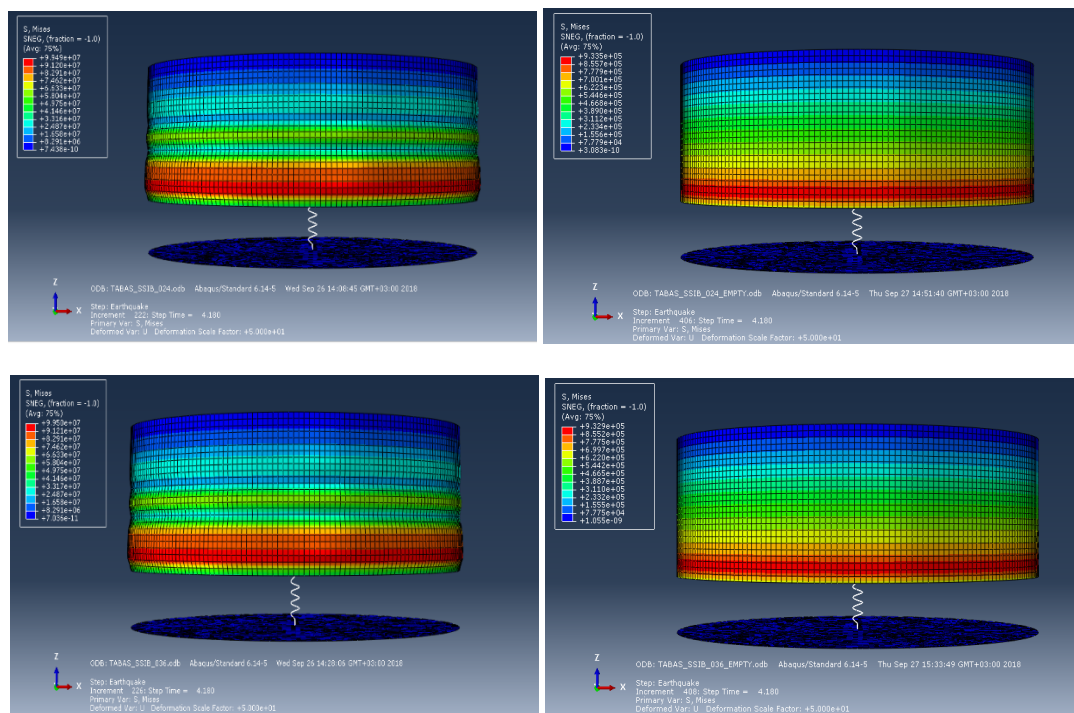 S, Mises
SNEG, (fraction = -1.0)
(Avg: 75%)
+9.949e+07
+9.120e+07
+8.291e+07
+7.462e+07
+6.633e+07
+5.804e+07
+4.975e+07
+4.146e+07
+3.316e+07
+2.487e+07
+1.658e+07
+8.291e+06
+7.436e-10
Z
X
ODB: TABAS_SSIB_024.odb Abaqus/Standard 6.14-5 Wed Sep 26 14:08:45 GMT+03:00 2018
Step: Earthquake
Increment 222: Step Time = 4.180
Primary Var: S, Mises
Deformed Var: U Deformation Scale Factor: +5.000e+01
S, Mises
SNEG, (fraction = -1.0)
(Avg: 75%)
+9.335e+05
+8.557e+05
+7.779e+05
+7.001e+05
+6.223e+05
+5.446e+05
+4.668e+05
+3.890e+05
+3.112e+05
+2.334e+05
+1.556e+05
+7.779e+04
+3.083e-10
Z
X
ODB: TABAS_SSIB_024_EMPTY.odb Abaqus/Standard 6.14-5 Thu Sep 27 14:51:40 GMT+03:00 2018
Step: Earthquake
Increment 406: Step Time = 4.180
Primary Var: S, Mises
Deformed Var: U Deformation Scale Factor: +5.000e+01
S, Mises
SNEG, (fraction = -1.0)
(Avg: 75%)
+9.950e+07
+9.121e+07
+8.291e+07
+7.462e+07
+6.633e+07
+5.804e+07
+4.975e+07
+4.146e+07
+3.317e+07
+2.487e+07
+1.658e+07
+8.291e+06
+7.036e-11
Z
X
ODB: TABAS_SSIB_036.odb Abaqus/Standard 6.14-5 Wed Sep 26 14:28:06 GMT+03:00 2018
Step: Earthquake
Increment 226: Step Time = 4.180
Primary Var: S, Mises
Deformed Var: U Deformation Scale Factor: +5.000e+01
S, Mises
SNEG, (fraction = -1.0)
(Avg: 75%)
+9.329e+05
+8.552e+05
+7.775e+05
+6.997e+05
+6.220e+05
+5.442e+05
+4.665e+05
+3.887e+05
+3.110e+05
+2.332e+05
+1.555e+05
+7.775e+04
+1.055e-09
Z
X
ODB: TABAS_SSIB_036_EMPTY.odb Abaqus/Standard 6.14-5 Thu Sep 27 15:33:49 GMT+03:00 2018
Step: Earthquake
Increment 408: Step Time = 4.180
Primary Var: S, Mises
Deformed Var: U Deformation Scale Factor: +5.000e+01